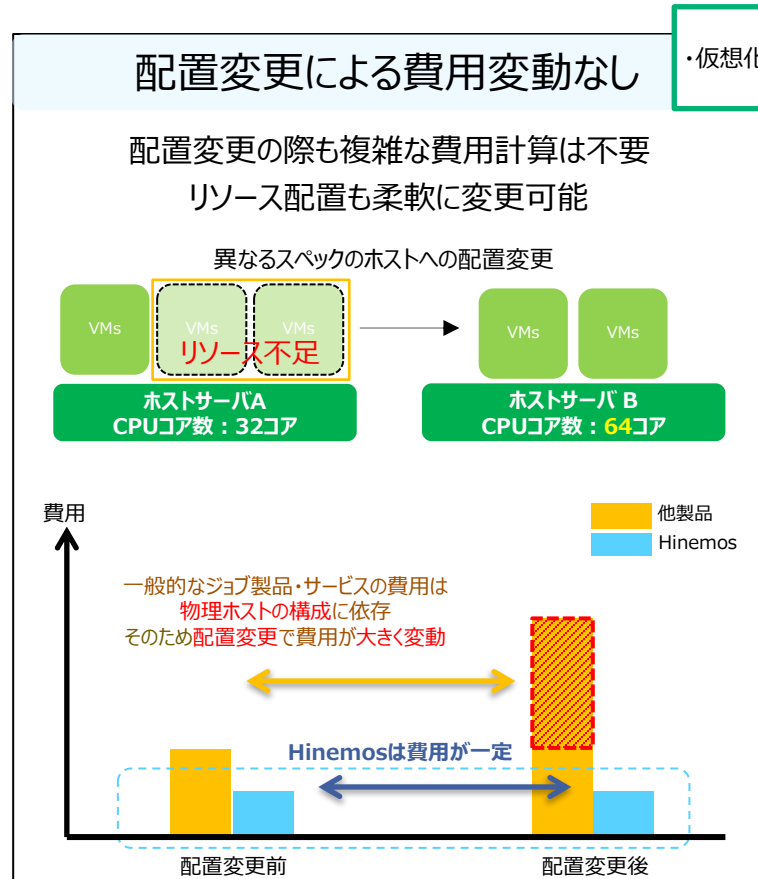 配置変更による費用変動なし
・仮想化
配置変更の際も複雑な費用計算は不要
リソース配置も柔軟に変更可能
異なるスペックのホストへの配置変更
VMs
VMs
VMs
リソース不足
VMs
VMs
ホストサーバA
CPUコア数：32コア
ホストサーバ B
CPUコア数：64コア
費用
他製品
Hinemos
一般的なジョブ製品・サービスの費用は
物理ホストの構成に依存
そのため配置変更で費用が大きく変動
Hinemosは費用が一定
配置変更前
配置変更後